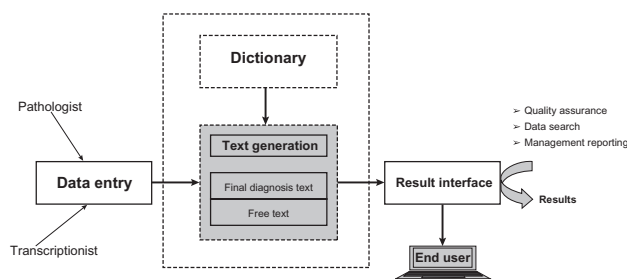 Dictionary
Pathologist
➢ Quality assurance
➢ Data search
➢ Management reporting
Text generation
Data entry
Final diagnosis text
Free text
Result interface
Results
Transcriptionist
End user